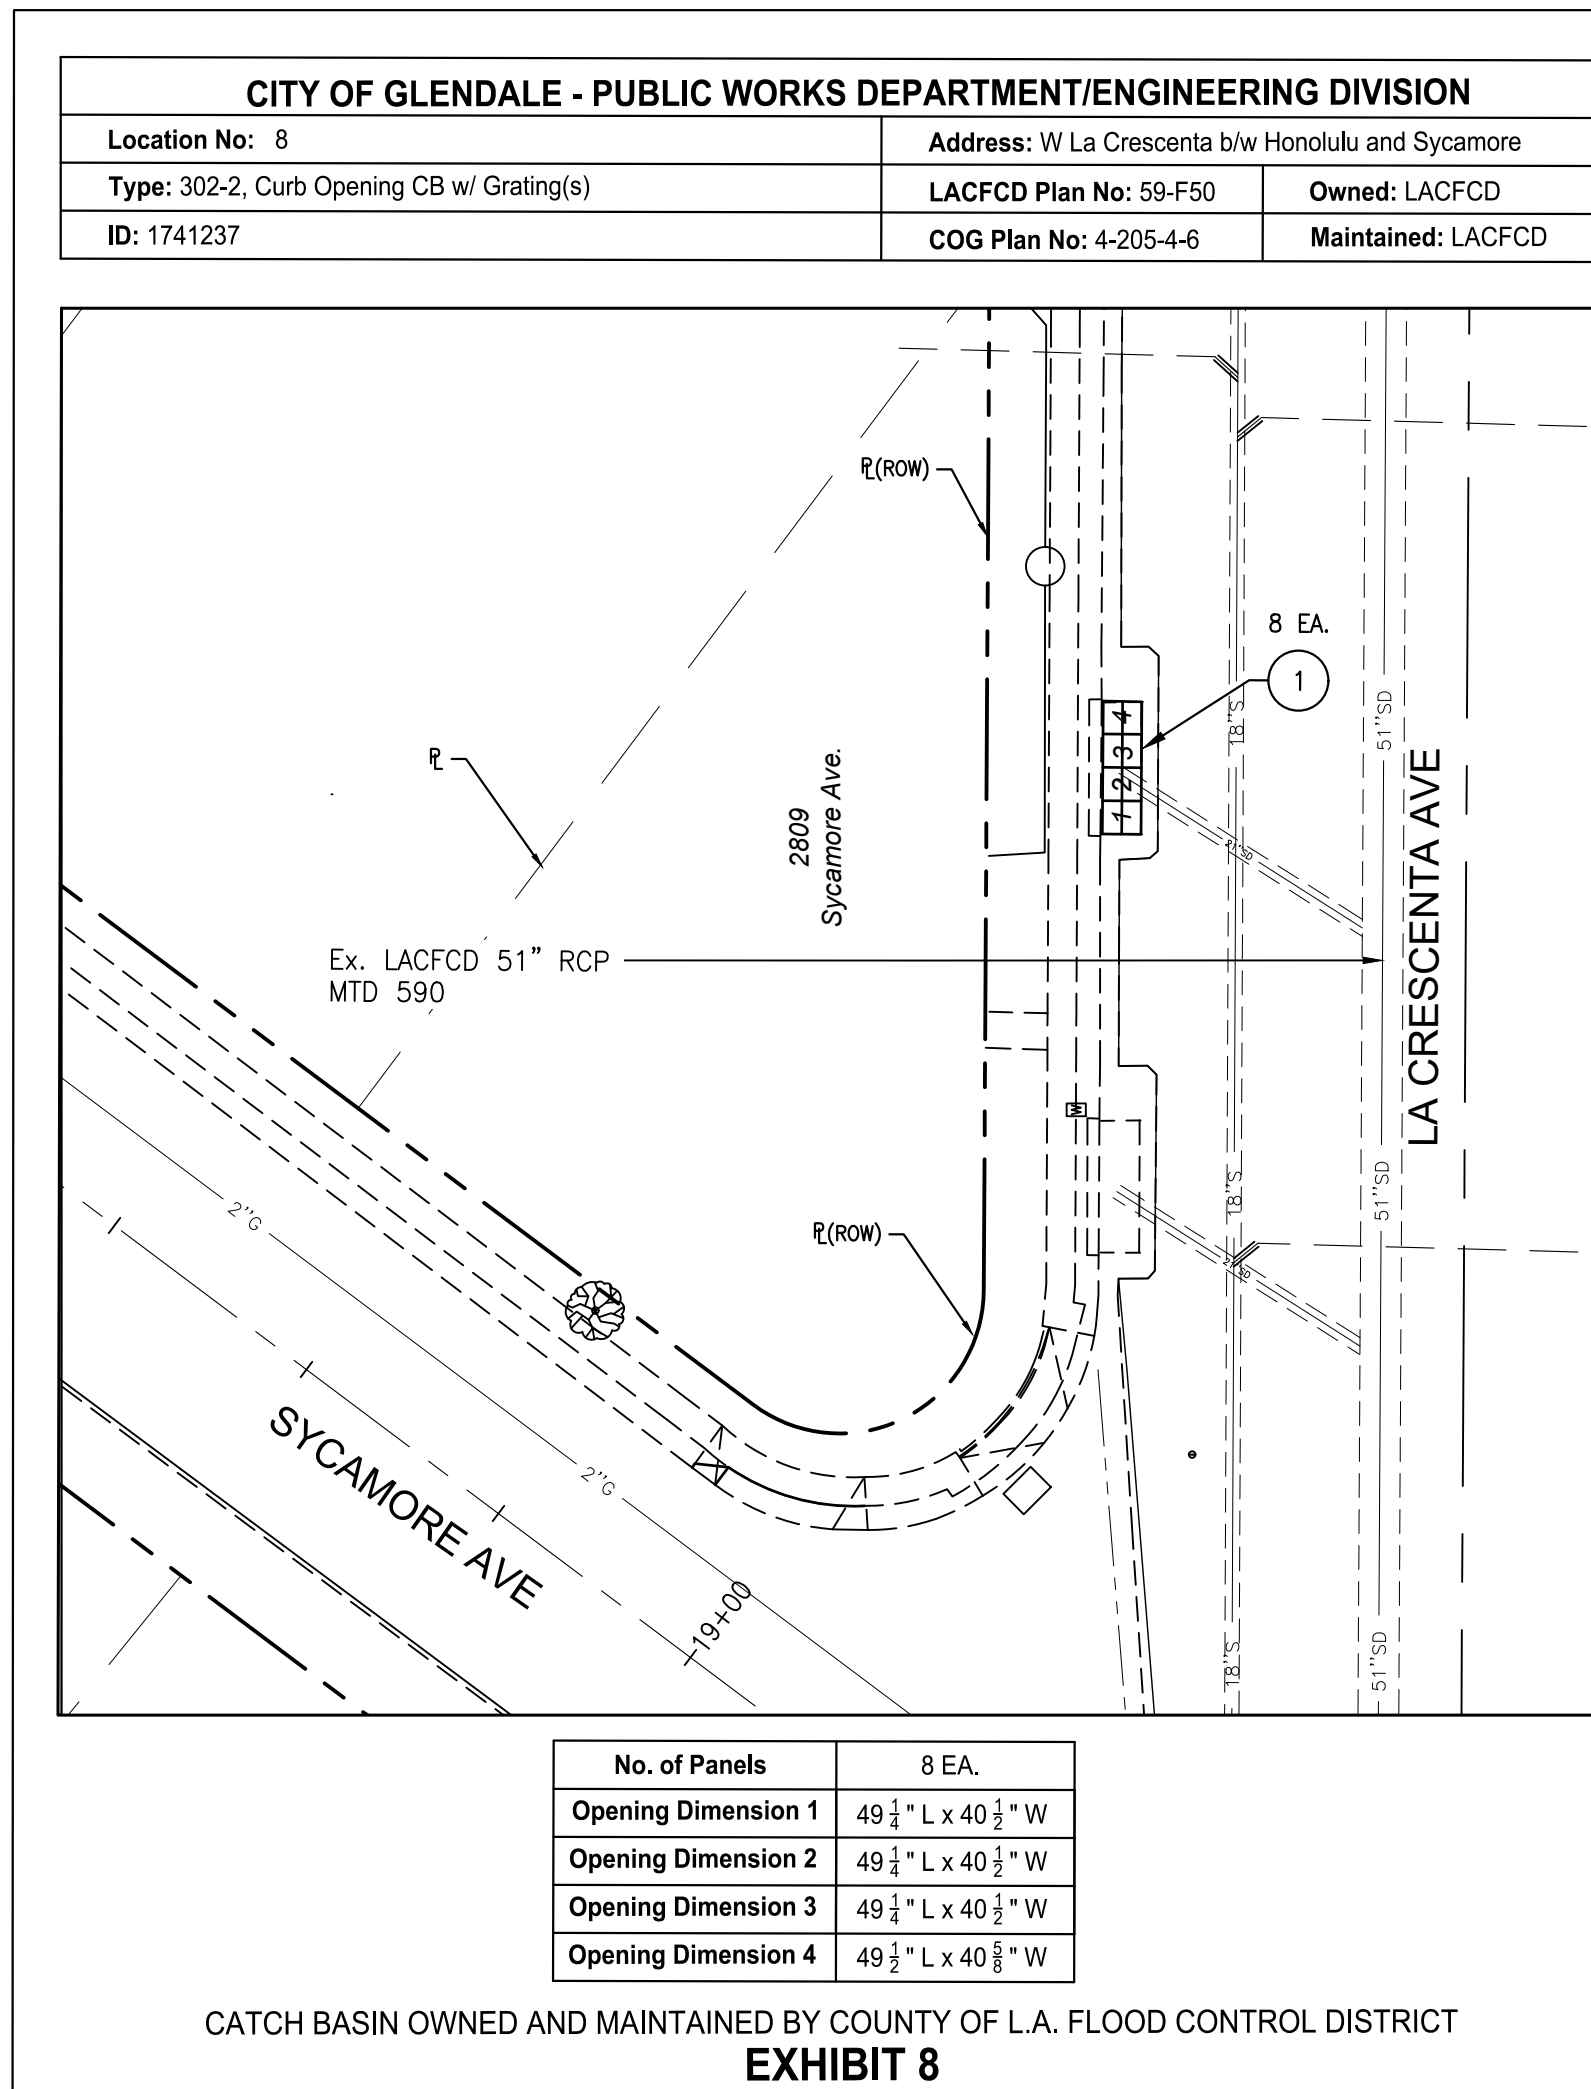 CITY OF GLENDALE - PUBLIC WORKS DEPARTMENT/ENGINEERING DIVISION
Location No: 8
Address: W La Crescenta b/w Honolulu and Sycamore
Type: 302-2, Curb Opening CB w/ Grating(s)
LACFCD Plan No: 59-F50
Owned: LACFCD
ID: 1741237
COG Plan No: 4-205-4-6
Maintained: LACFCD
℄(ROW)
8 EA.
1
18"S
51"SD
4
3
2
1
21"SD
℄
2809
Sycamore Ave.
LA CRESCENTA AVE
Ex. LACFCD 51" RCP
MTD 590
W
18"S
51"SD
2"G
℄(ROW)
21"SD
SYCAMORE AVE
2"G
19+00
18"S
51"SD
No. of Panels 8 EA.
Opening Dimension 1 49 1/4 " L x 40 1/2 " W
Opening Dimension 2 49 1/4 " L x 40 1/2 " W
Opening Dimension 3 49 1/4 " L x 40 1/2 " W
Opening Dimension 4 49 1/2 " L x 40 5/8 " W
CATCH BASIN OWNED AND MAINTAINED BY COUNTY OF L.A. FLOOD CONTROL DISTRICT
EXHIBIT 8